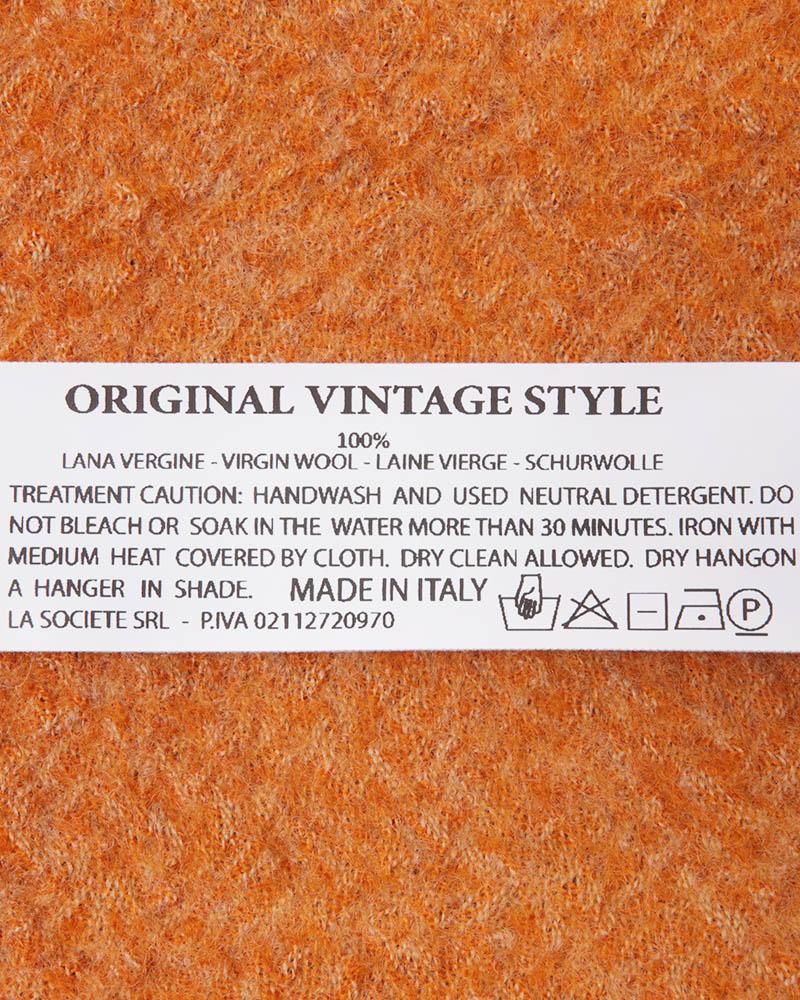 ORIGINAL VINTAGE STYLE
100%
LANA VERGINE - VIRGIN WOOL - LAINE VIERGE - SCHURWOLLE
TREATMENT CAUTION: HANDWASH AND USED NEUTRAL DETERGENT. DO
NOT BLEACH OR SOAK IN THE WATER MORE THAN 30 MINUTES. IRON WITH
MEDIUM HEAT COVERED BY CLOTH. DRY CLEAN ALLOWED. DRY HANGON
A HANGER IN SHADE. MADE IN ITALY
LA SOCIETE SRL - P.IVA 02112720970
P